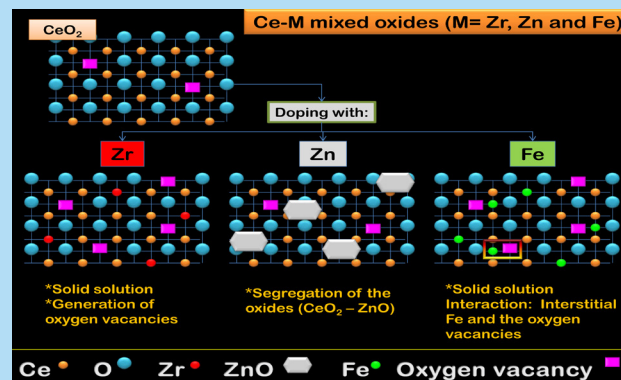 Ce-M mixed oxides (M= Zr, Zn and Fe)
CeO₂
Doping with:
Zr
Zn
Fe
*Solid solution
*Generation of
oxygen vacancies
*Segregation of the
oxides (CeO₂ – ZnO)
*Solid solution
Interaction: Interstitial
Fe and the oxygen
vacancies
Ce O Zr ZnO Fe Oxygen vacancy